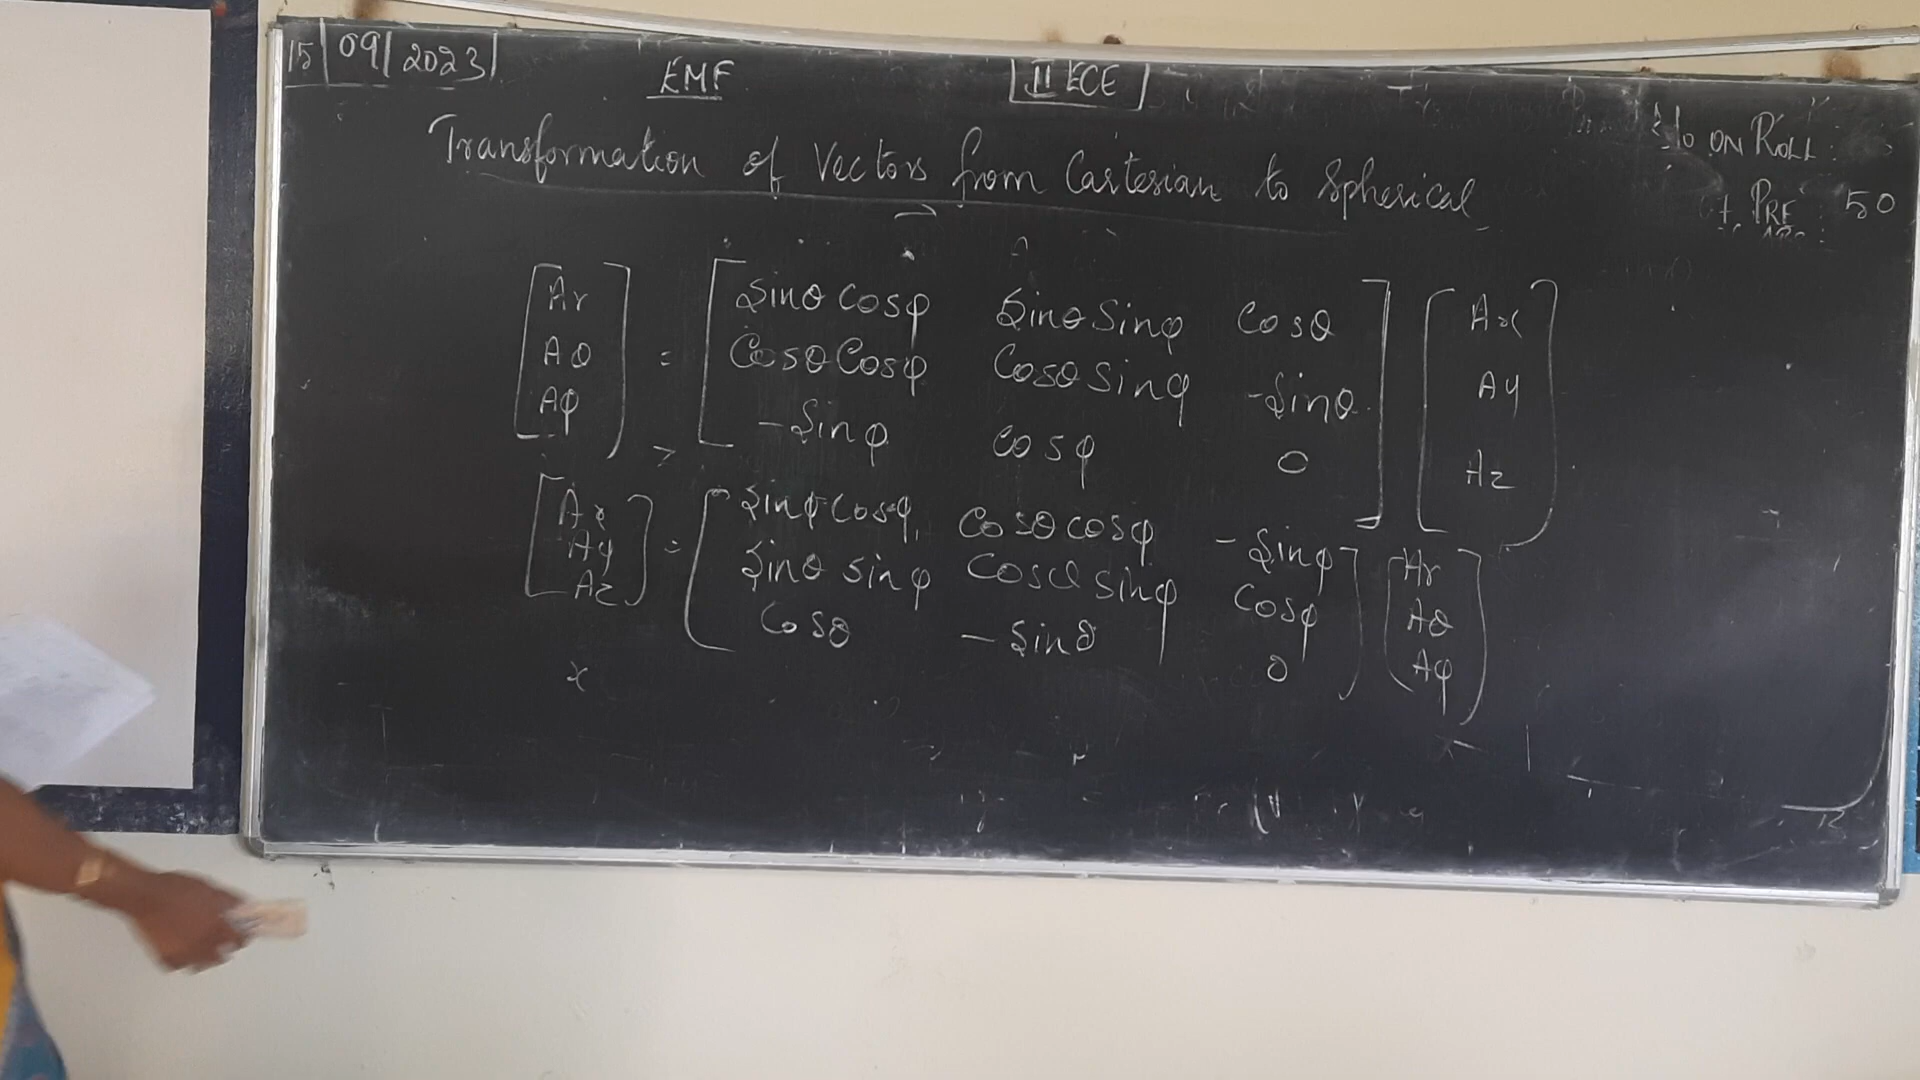 15/09/2023 EMF II ECE
Transformation of Vectors from Cartesian to Spherical
ON ROLL :
PRE : 50
[Ar Aθ Aφ] = [Sinθ Cosφ Sinθ Sinφ Cosθ] [Ax Ay Az]
Cosθ Cosφ Cosθ Sinφ -Sinθ
-Sinφ Cosφ 0
[Ax Ay Az] = [Sinφ Cosφ Cosθ Cosφ -Sinφ] [Ar Aθ Aφ]
Sinθ Sinφ Cosθ Sinφ Cosφ
Cosθ -Sinθ 0
x